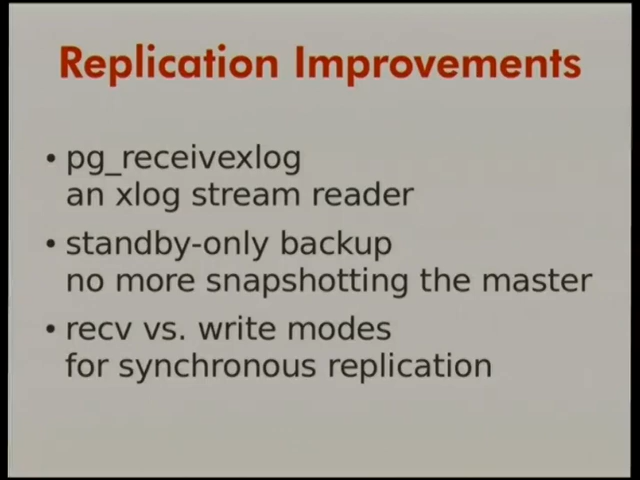 Replication Improvements
• pg_receivexlog
an xlog stream reader
• standby-only backup
no more snapshotting the master
• recv vs. write modes
for synchronous replication